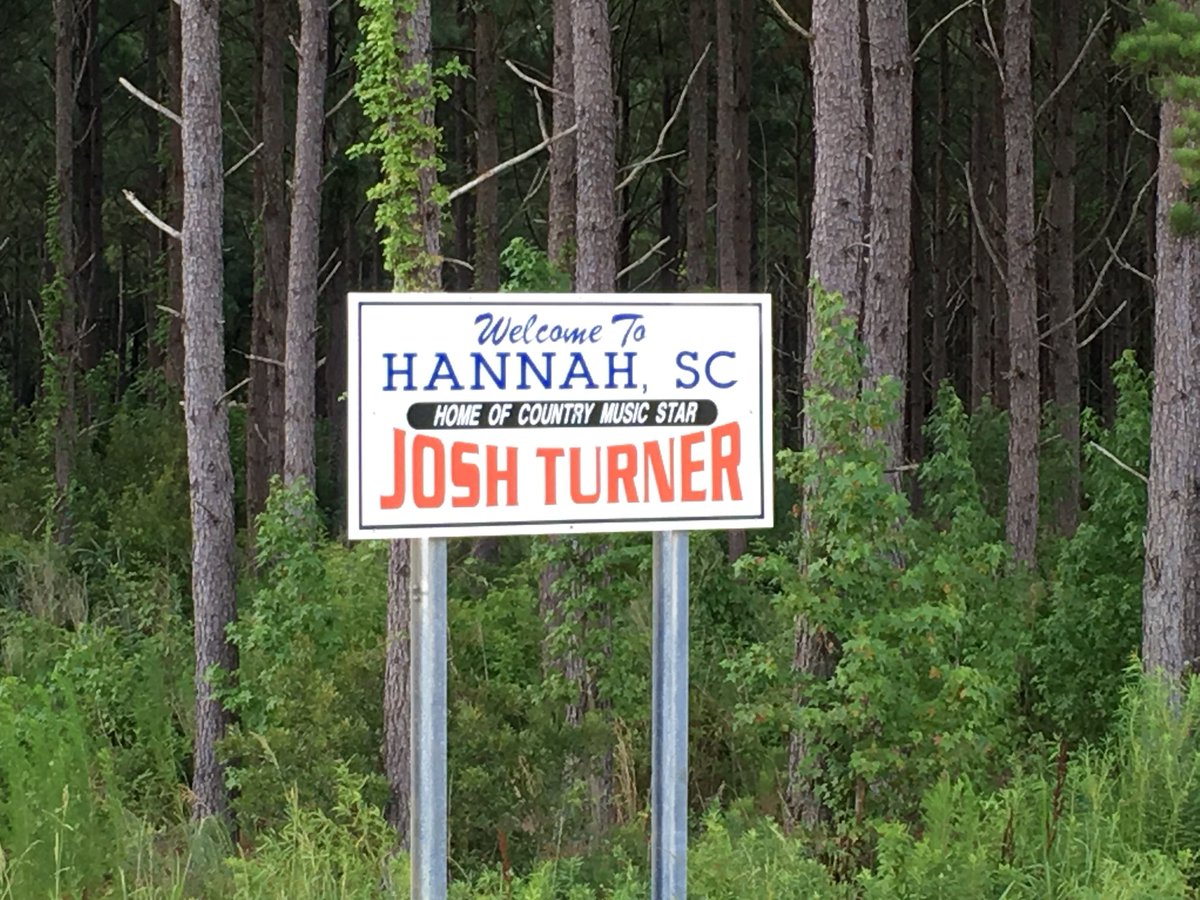 Welcome To
HANNAH, SC
HOME OF COUNTRY MUSIC STAR
JOSH TURNER